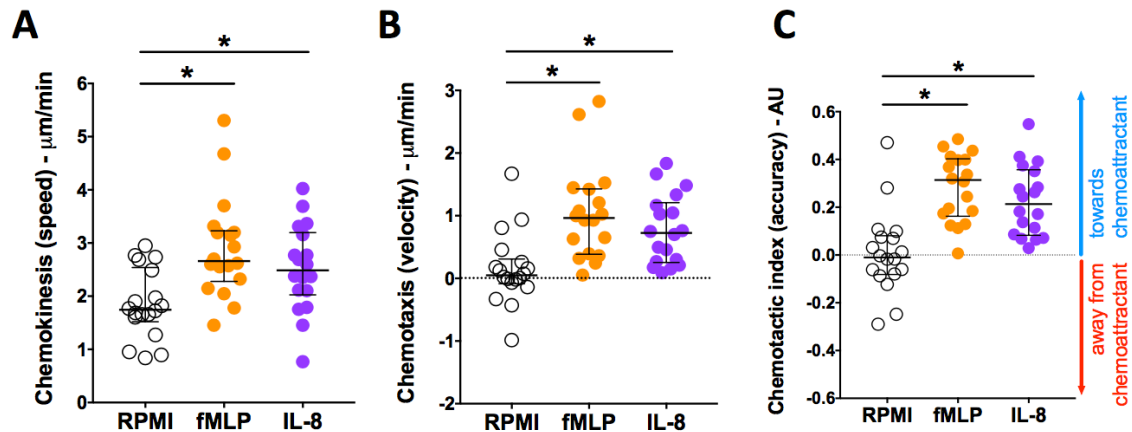 A
Chemokinesis (speed) - μm/min
6
5
4
3
2
1
0
*
*
RPMI
fMLP
IL-8
B
Chemotaxis (velocity) - μm/min
3
2
1
0
-1
-2
*
*
RPMI
fMLP
IL-8
C
Chemotactic index (accuracy) - AU
0.6
0.4
0.2
0.0
-0.2
-0.4
-0.6
*
*
RPMI
fMLP
IL-8
towards
chemoattractant
away from
chemoattractant